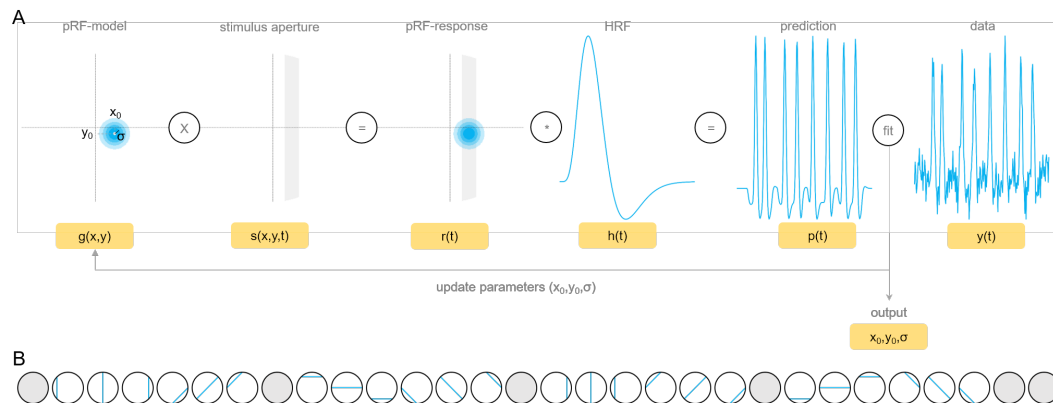 A
pRF-model
stimulus aperture
pRF-response
HRF
prediction
data
x₀
y₀
σ
X
=
*
=
fit
g(x,y)
s(x,y,t)
r(t)
h(t)
p(t)
y(t)
update parameters (x₀,y₀,σ)
output
x₀,y₀,σ
B